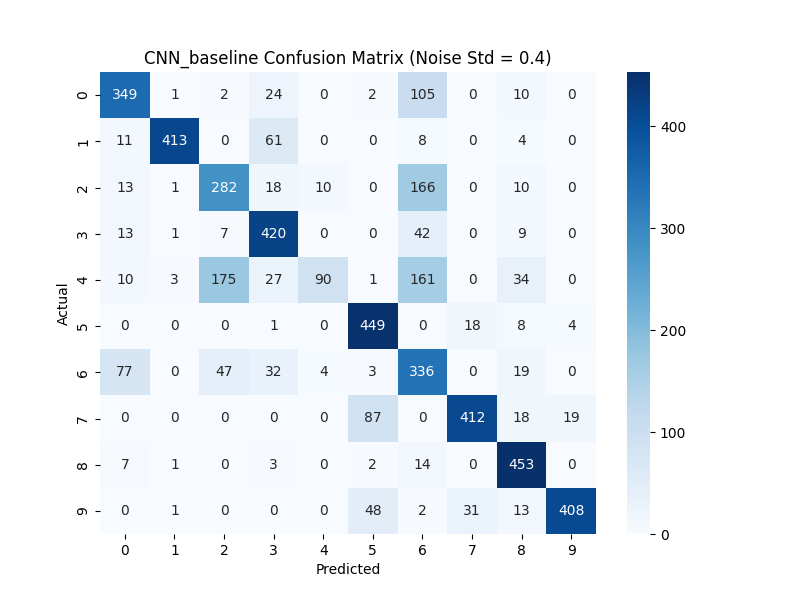 CNN_baseline Confusion Matrix (Noise Std = 0.4)
0 349 1 2 24 0 2 105 0 10 0
1 11 413 0 61 0 0 8 0 4 0
2 13 1 282 18 10 0 166 0 10 0
3 13 1 7 420 0 0 42 0 9 0
4 10 3 175 27 90 1 161 0 34 0
5 0 0 0 1 0 449 0 18 8 4
6 77 0 47 32 4 3 336 0 19 0
7 0 0 0 0 0 87 0 412 18 19
8 7 1 0 3 0 2 14 0 453 0
9 0 1 0 0 0 48 2 31 13 408
0 1 2 3 4 5 6 7 8 9
Predicted
Actual
400
300
200
100
0